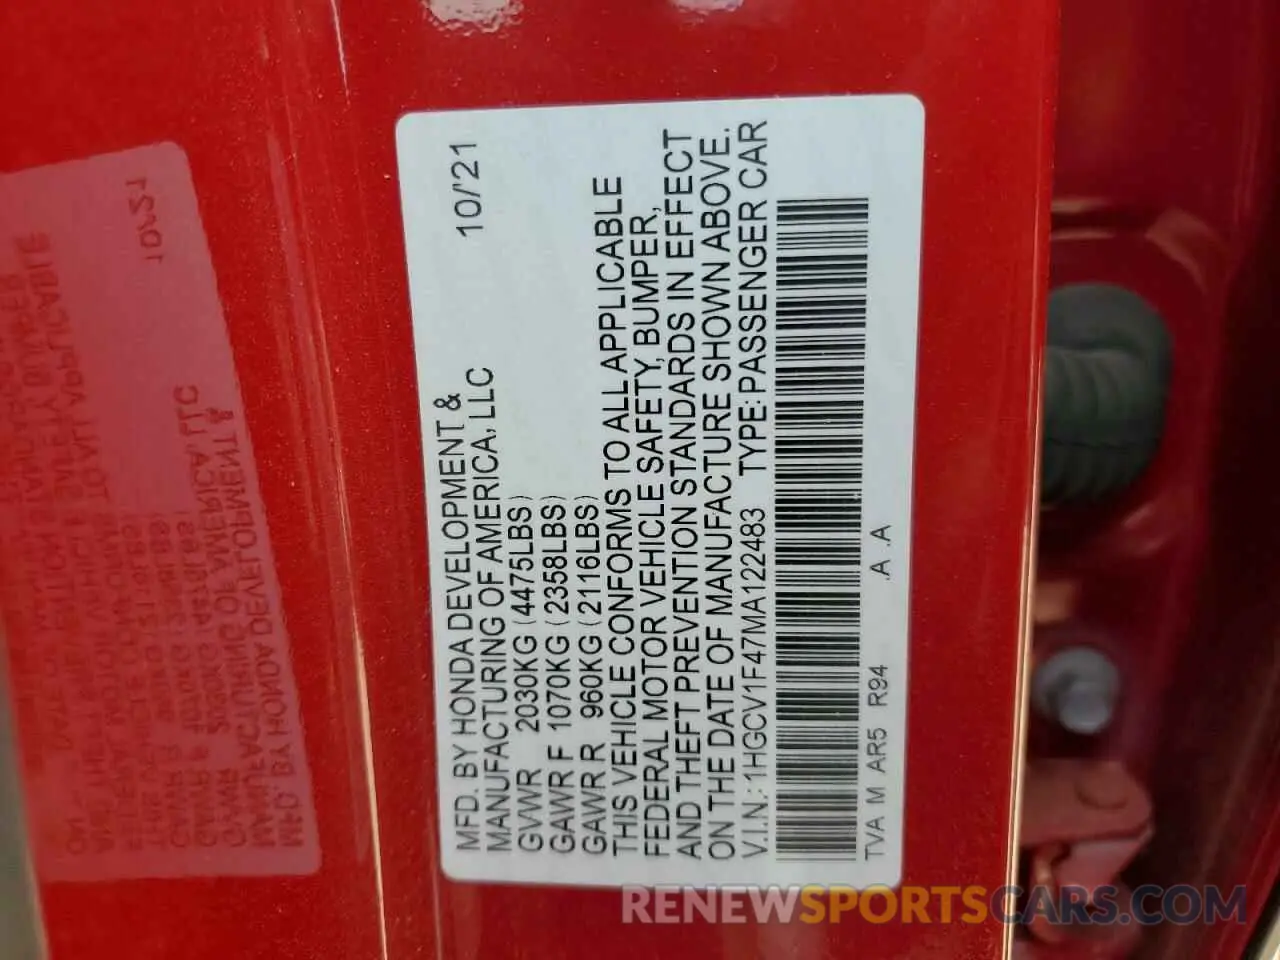 MFD. BY HONDA DEVELOPMENT &
MANUFACTURING OF AMERICA, LLC 10/'21
GVWR 2030KG (4475LBS)
GAWR F 1070KG (2358LBS)
GAWR R 960KG (2116LBS)
THIS VEHICLE CONFORMS TO ALL APPLICABLE
FEDERAL MOTOR VEHICLE SAFETY, BUMPER,
AND THEFT PREVENTION STANDARDS IN EFFECT
ON THE DATE OF MANUFACTURE SHOWN ABOVE.
V.I.N.: 1HGCV1F47MA122483 TYPE: PASSENGER CAR
TVA M AR5 R94 .A .A
RENEWSPORTSCARS.COM